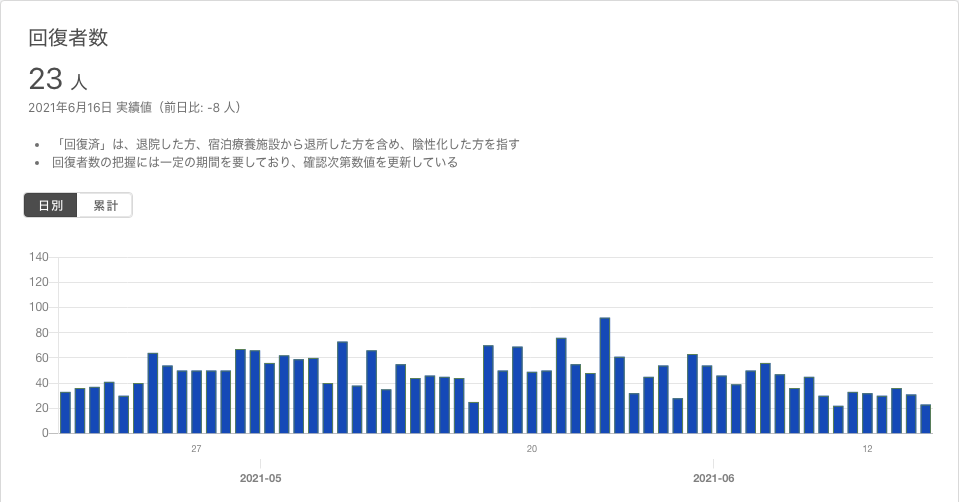 回復者数
23 人
2021年6月16日 実績値（前日比: -8 人）
• 「回復済」は、退院した方、宿泊療養施設から退所した方を含め、陰性化した方を指す
• 回復者数の把握には一定の期間を要しており、確認次第数値を更新している
日別 累計
140
120
100
80
60
40
20
0
27 20 12
2021-05 2021-06